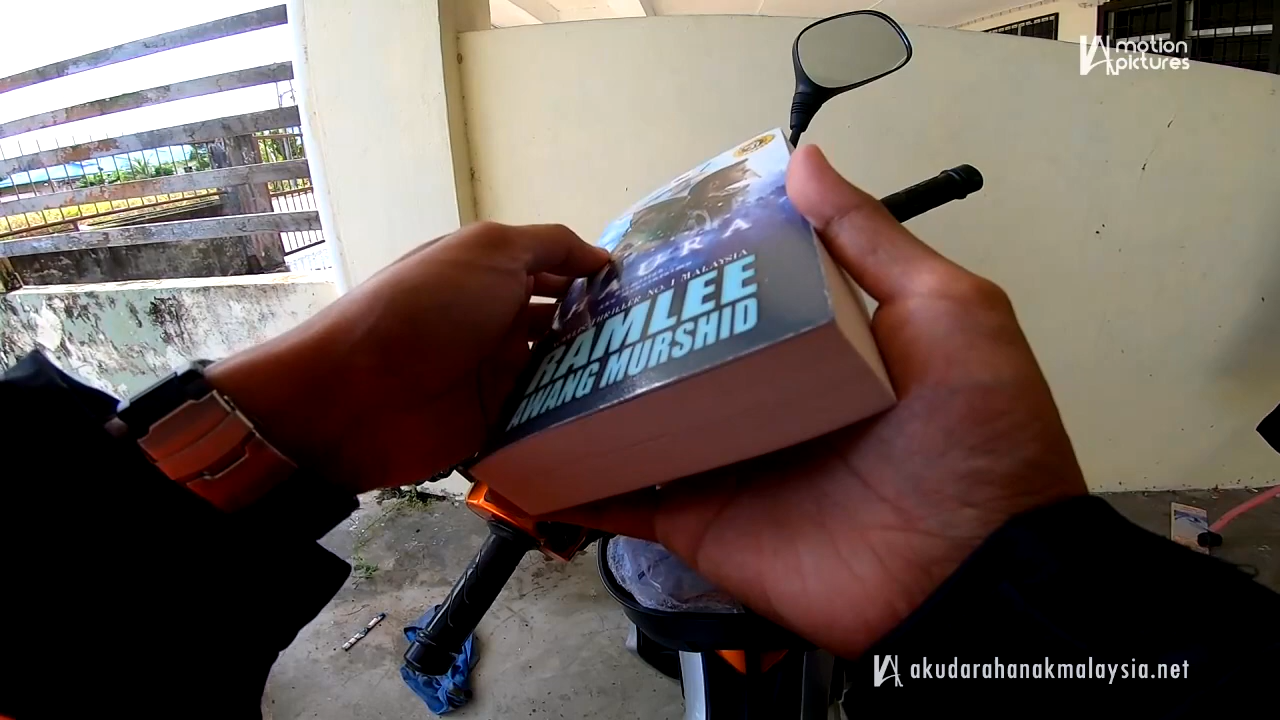 motion
pictures
THRILLER NO. 1 MALAYSIA
RAMLEE
AWANG MURSHID
akudarahanakmalaysia.net